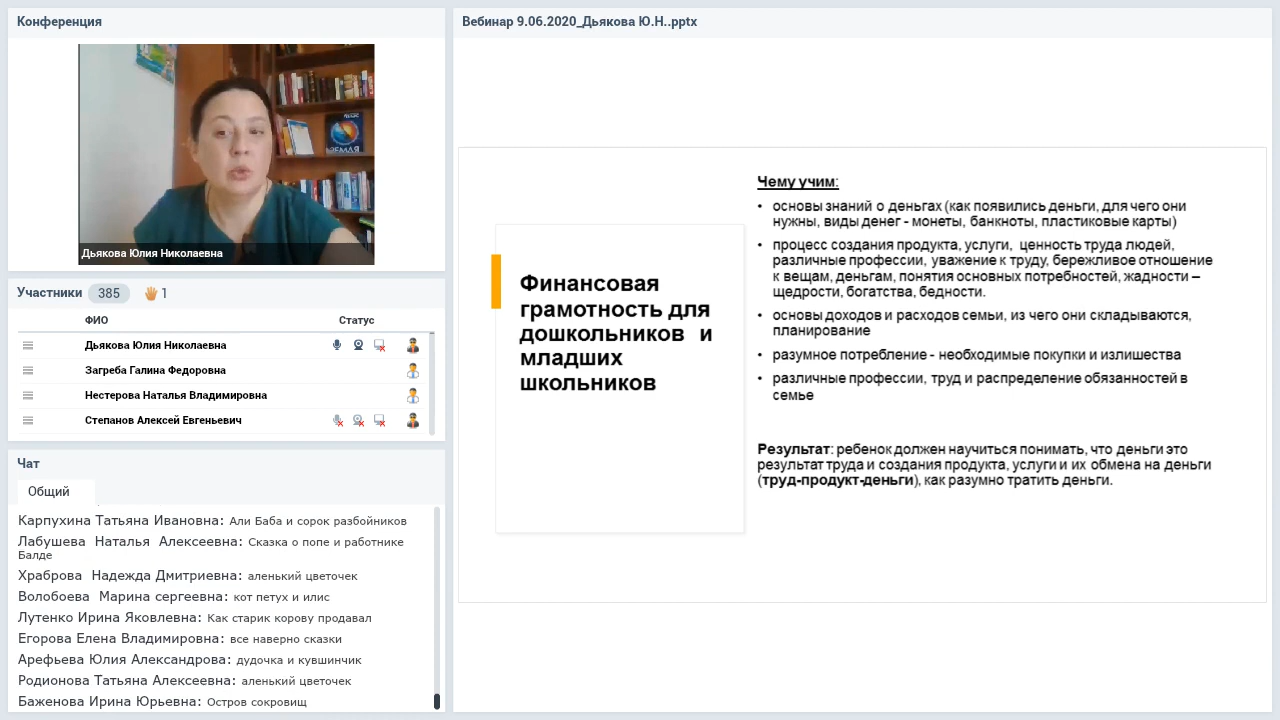 Конференция
Дьякова Юлия Николаевна
Участники 385 1
ФИО Статус
Дьякова Юлия Николаевна
Загреба Галина Федоровна
Нестерова Наталья Владимировна
Степанов Алексей Евгеньевич
Чат
Общий
Карпухина Татьяна Ивановна: Али Баба и сорок разбойников
Лабушева Наталья Алексеевна: Сказка о попе и работнике
Балде
Храброва Надежда Дмитриевна: аленький цветочек
Волобоева Марина сергеевна: кот петух и илис
Лутенко Ирина Яковлевна: Как старик корову продавал
Егорова Елена Владимировна: все наверно сказки
Арефьева Юлия Александрова: дудочка и кувшинчик
Родионова Татьяна Алексеевна: аленький цветочек
Баженова Ирина Юрьевна: Остров сокровищ
Вебинар 9.06.2020_Дьякова Ю.Н..pptx
Финансовая
грамотность для
дошкольников и
младших
школьников
Чему учим:
• основы знаний о деньгах (как появились деньги, для чего они
нужны, виды денег - монеты, банкноты, пластиковые карты)
• процесс создания продукта, услуги, ценность труда людей,
различные профессии, уважение к труду, бережливое отношение
к вещам, деньгам, понятия основных потребностей, жадности –
щедрости, богатства, бедности.
• основы доходов и расходов семьи, из чего они складываются,
планирование
• разумное потребление - необходимые покупки и излишества
• различные профессии, труд и распределение обязанностей в
семье
Результат: ребенок должен научиться понимать, что деньги это
результат труда и создания продукта, услуги и их обмена на деньги
(труд-продукт-деньги), как разумно тратить деньги.